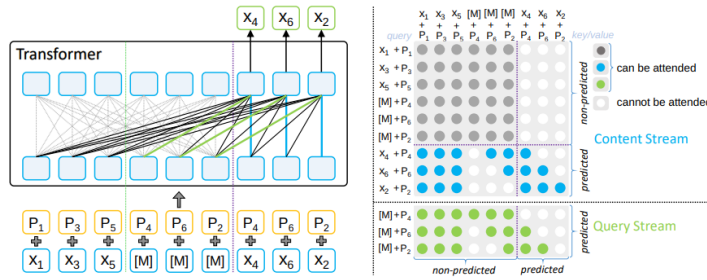 x4 x6 x2
Transformer
P1 P3 P5 P4 P6 P2 P4 P6 P2
x1 x3 x5 [M] [M] [M] x4 x6 x2
x1 x3 x5 [M] [M] [M] x4 x6 x2
+ + + + + + + + +
P1 P3 P5 P4 P6 P2 P4 P6 P2
query
key/value
x1 + P1
x3 + P3
x5 + P5
[M] + P4
[M] + P6
[M] + P2
x4 + P4
x6 + P6
x2 + P2
[M] + P4
[M] + P6
[M] + P2
non-predicted
predicted
predicted
can be attended
cannot be attended
Content Stream
Query Stream
non-predicted predicted